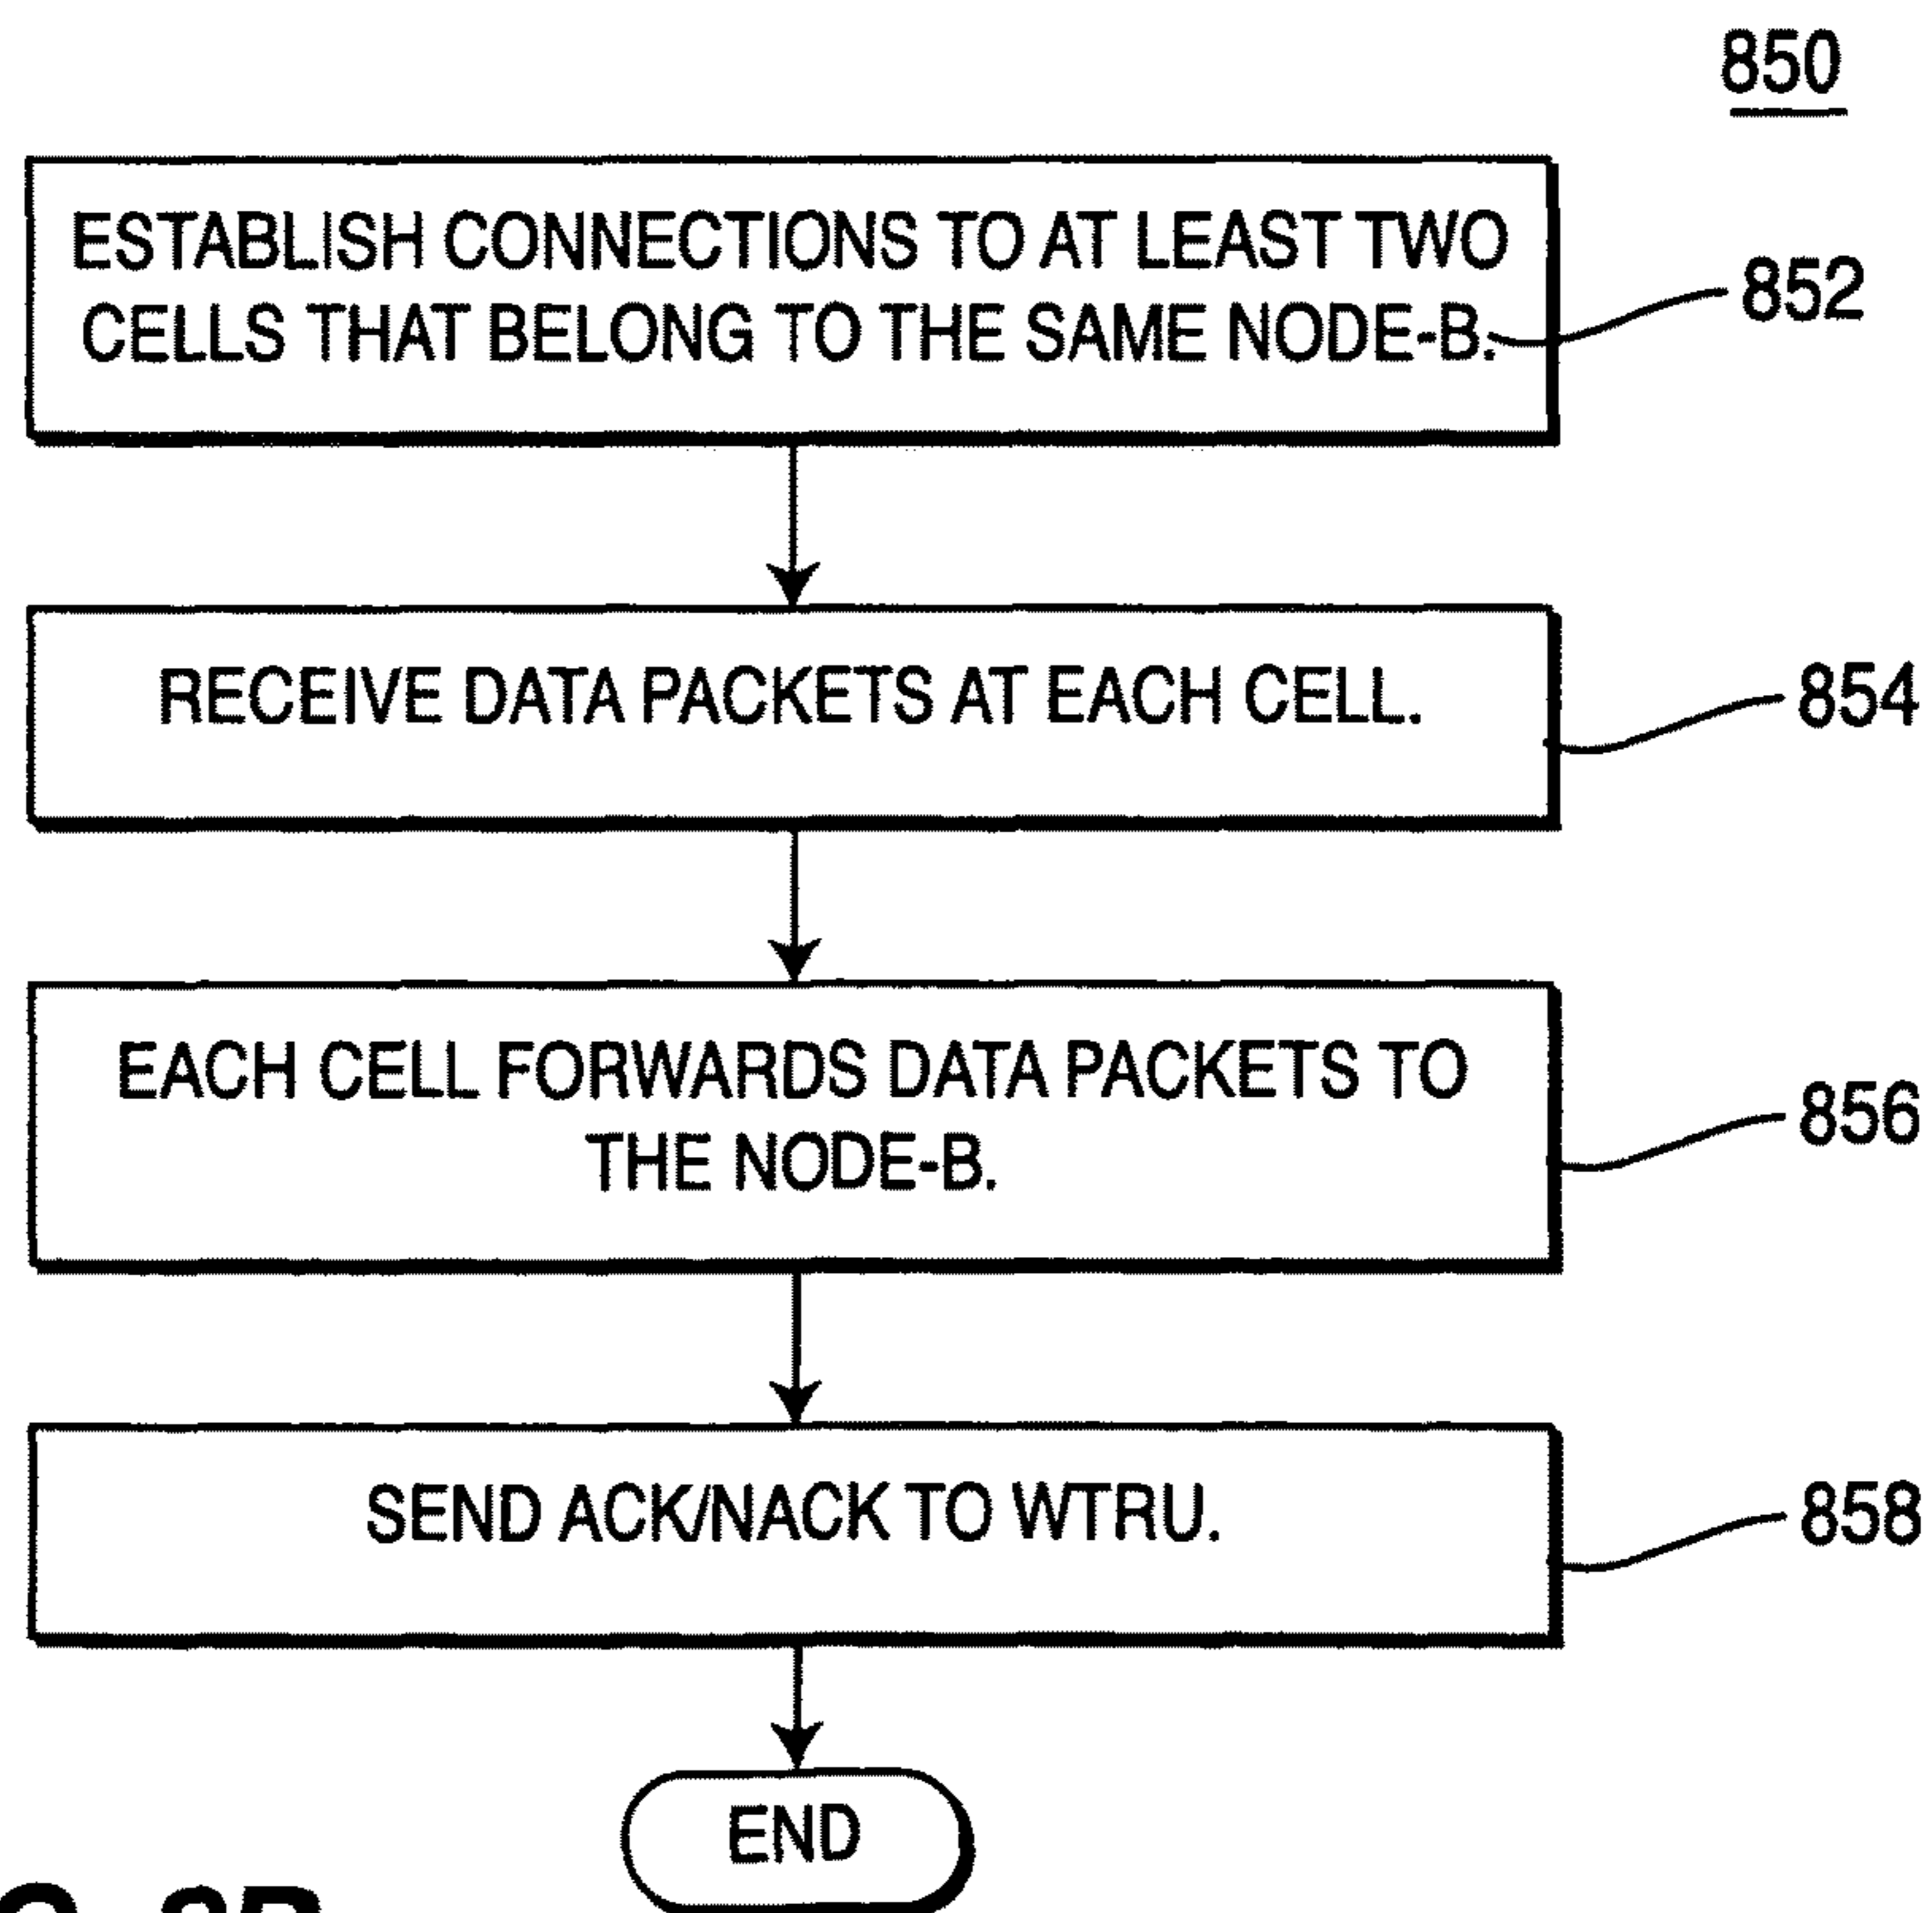 850
ESTABLISH CONNECTIONS TO AT LEAST TWO
CELLS THAT BELONG TO THE SAME NODE-B.
852
RECEIVE DATA PACKETS AT EACH CELL.
854
EACH CELL FORWARDS DATA PACKETS TO
THE NODE-B.
856
SEND ACK/NACK TO WTRU.
858
END